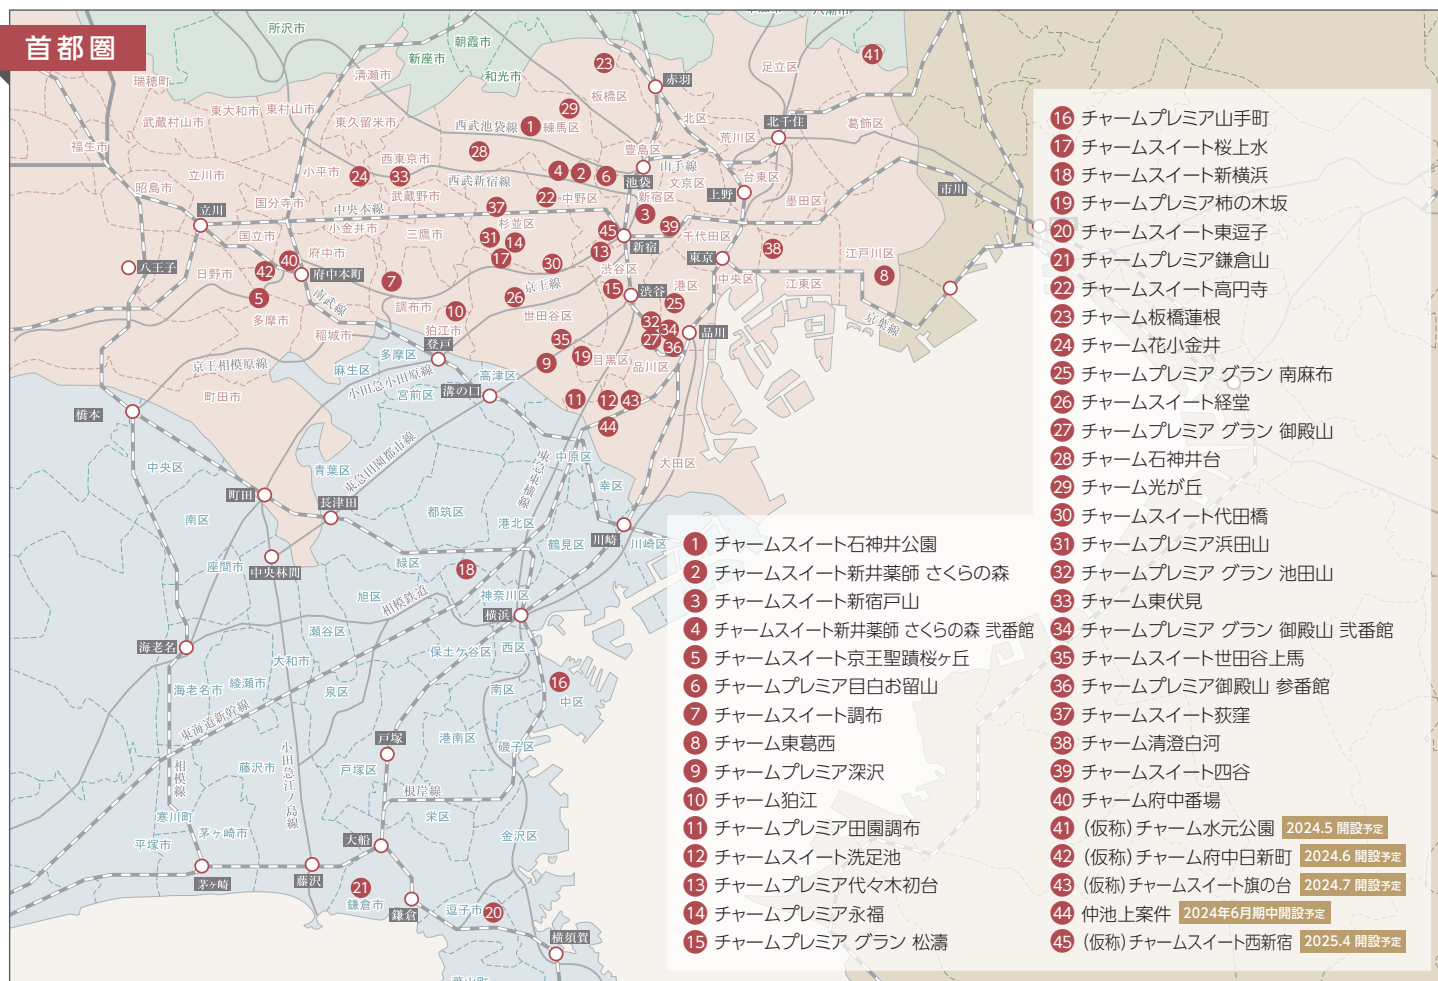 首都圏
所沢市
朝霞市
新座市
和光市
八潮市
清瀬市
瑞穂町
東大和市
東村山市
武蔵村山市
東久留米市
福生市
西武池袋線
練馬区
板橋区
赤羽
足立区
北区
北千住
荒川区
葛飾区
西東京市
小平市
立川市
昭島市
西武新宿線
武蔵野市
豊島区
山手線
池袋
文京区
上野
台東区
墨田区
市川
中野区
新宿区
中央本線
国分寺市
小金井市
三鷹市
杉並区
立川
国立市
府中市
新宿
千代田区
東京
江戸川区
八王子
日野市
府中本町
渋谷区
渋谷
港区
中央区
江東区
南武線
調布市
京王線
世田谷区
多摩市
稲城市
狛江市
登戸
目黒区
品川
品川区
京葉線
京王相模原線
多摩区
麻生区
小田急小田原線
宮前区
高津区
溝の口
町田市
橋本
中央区
青葉区
東急田園都市線
東急東横線
中原区
大田区
町田
長津田
南区
都筑区
港北区
幸区
川崎
川崎区
鶴見区
座間市
中央林間
緑区
旭区
相模鉄道
神奈川区
横浜
海老名
瀬谷区
保土ケ谷区
西区
大和市
綾瀬市
海老名市
泉区
南区
中区
東海道新幹線
戸塚
港南区
磯子区
相模線
小田急江ノ島線
藤沢市
戸塚区
根岸線
寒川町
茅ヶ崎市
平塚市
栄区
金沢区
大船
茅ヶ崎
藤沢
鎌倉市
鎌倉
逗子市
横須賀
葉山町
1 チャームスイート石神井公園
2 チャームスイート新井薬師 さくらの森
3 チャームスイート新宿戸山
4 チャームスイート新井薬師 さくらの森 弐番館
5 チャームスイート京王聖蹟桜ヶ丘
6 チャームプレミア目白お留山
7 チャームスイート調布
8 チャーム東葛西
9 チャームプレミア深沢
10 チャーム狛江
11 チャームプレミア田園調布
12 チャームスイート洗足池
13 チャームプレミア代々木初台
14 チャームプレミア永福
15 チャームプレミア グラン 松濤
16 チャームプレミア山手町
17 チャームスイート桜上水
18 チャームスイート新横浜
19 チャームプレミア柿の木坂
20 チャームスイート東逗子
21 チャームプレミア鎌倉山
22 チャームスイート高円寺
23 チャーム板橋蓮根
24 チャーム花小金井
25 チャームプレミア グラン 南麻布
26 チャームスイート経堂
27 チャームプレミア グラン 御殿山
28 チャーム石神井台
29 チャーム光が丘
30 チャームスイート代田橋
31 チャームプレミア浜田山
32 チャームプレミア グラン 池田山
33 チャーム東伏見
34 チャームプレミア グラン 御殿山 弐番館
35 チャームスイート世田谷上馬
36 チャームプレミア御殿山 参番館
37 チャームスイート荻窪
38 チャーム清澄白河
39 チャームスイート四谷
40 チャーム府中番場
41 (仮称)チャーム水元公園 2024.5 開設予定
42 (仮称)チャーム府中日新町 2024.6 開設予定
43 (仮称)チャームスイート旗の台 2024.7 開設予定
44 仲池上案件 2024年6月期中開設予定
45 (仮称)チャームスイート西新宿 2025.4 開設予定